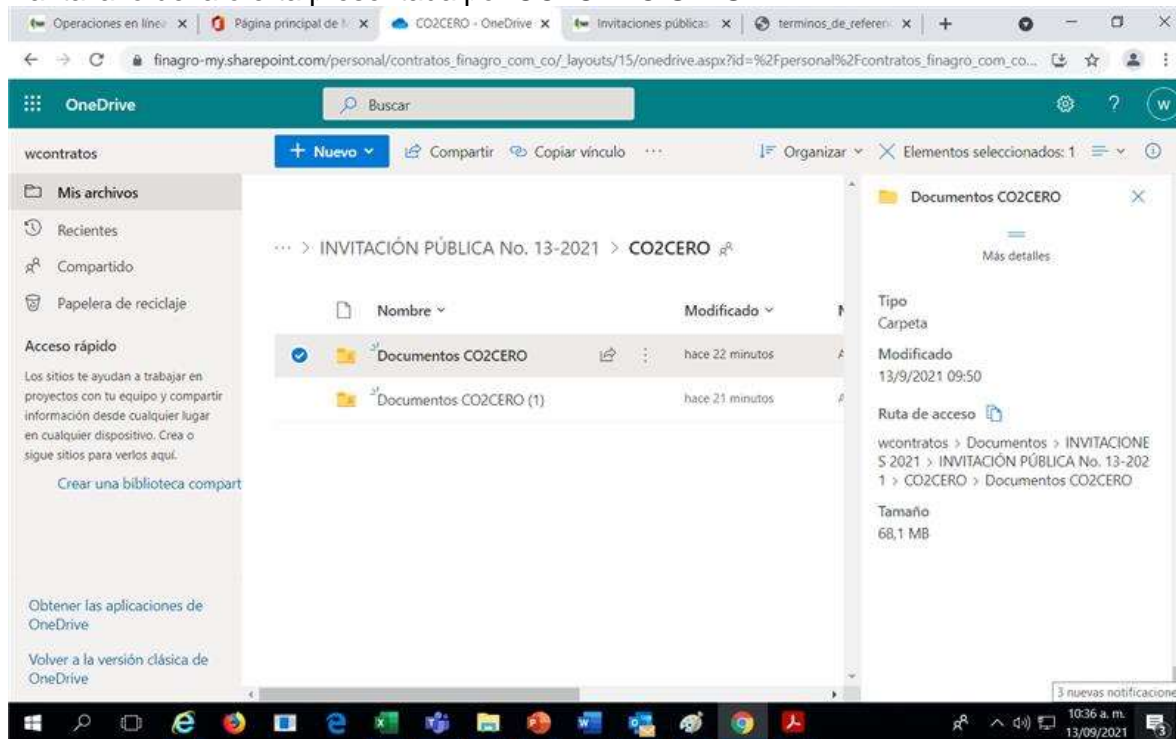 Operaciones en líne
Página principal de
CO2CERO - OneDrive
Invitaciones pública
terminos_de_referen
finagro-my.sharepoint.com/personal/contratos_finagro_com_co/_layouts/15/onedrive.aspx?id=%2Fpersonal%2Fcontratos_finagro_com_co...
OneDrive
Buscar
w
wcontratos
+ Nuevo
Compartir
Copiar vínculo
...
Organizar
Elementos seleccionados: 1
Mis archivos
Recientes
Compartido
Papelera de reciclaje
Acceso rápido
Los sitios te ayudan a trabajar en
proyectos con tu equipo y compartir
información desde cualquier lugar
en cualquier dispositivo. Crea o
sigue sitios para verlos aquí.
Crear una biblioteca compart
Obtener las aplicaciones de
OneDrive
Volver a la versión clásica de
OneDrive
... > INVITACIÓN PÚBLICA No. 13-2021 > CO2CERO
Nombre
Modificado
Documentos CO2CERO
hace 22 minutos
Documentos CO2CERO (1)
hace 21 minutos
Documentos CO2CERO
Más detalles
Tipo
Carpeta
Modificado
13/9/2021 09:50
Ruta de acceso
wcontratos > Documentos > INVITACIONE
S 2021 > INVITACIÓN PÚBLICA No. 13-202
1 > CO2CERO > Documentos CO2CERO
Tamaño
68,1 MB
3 nuevas notificacione
10:36 a. m.
13/09/2021